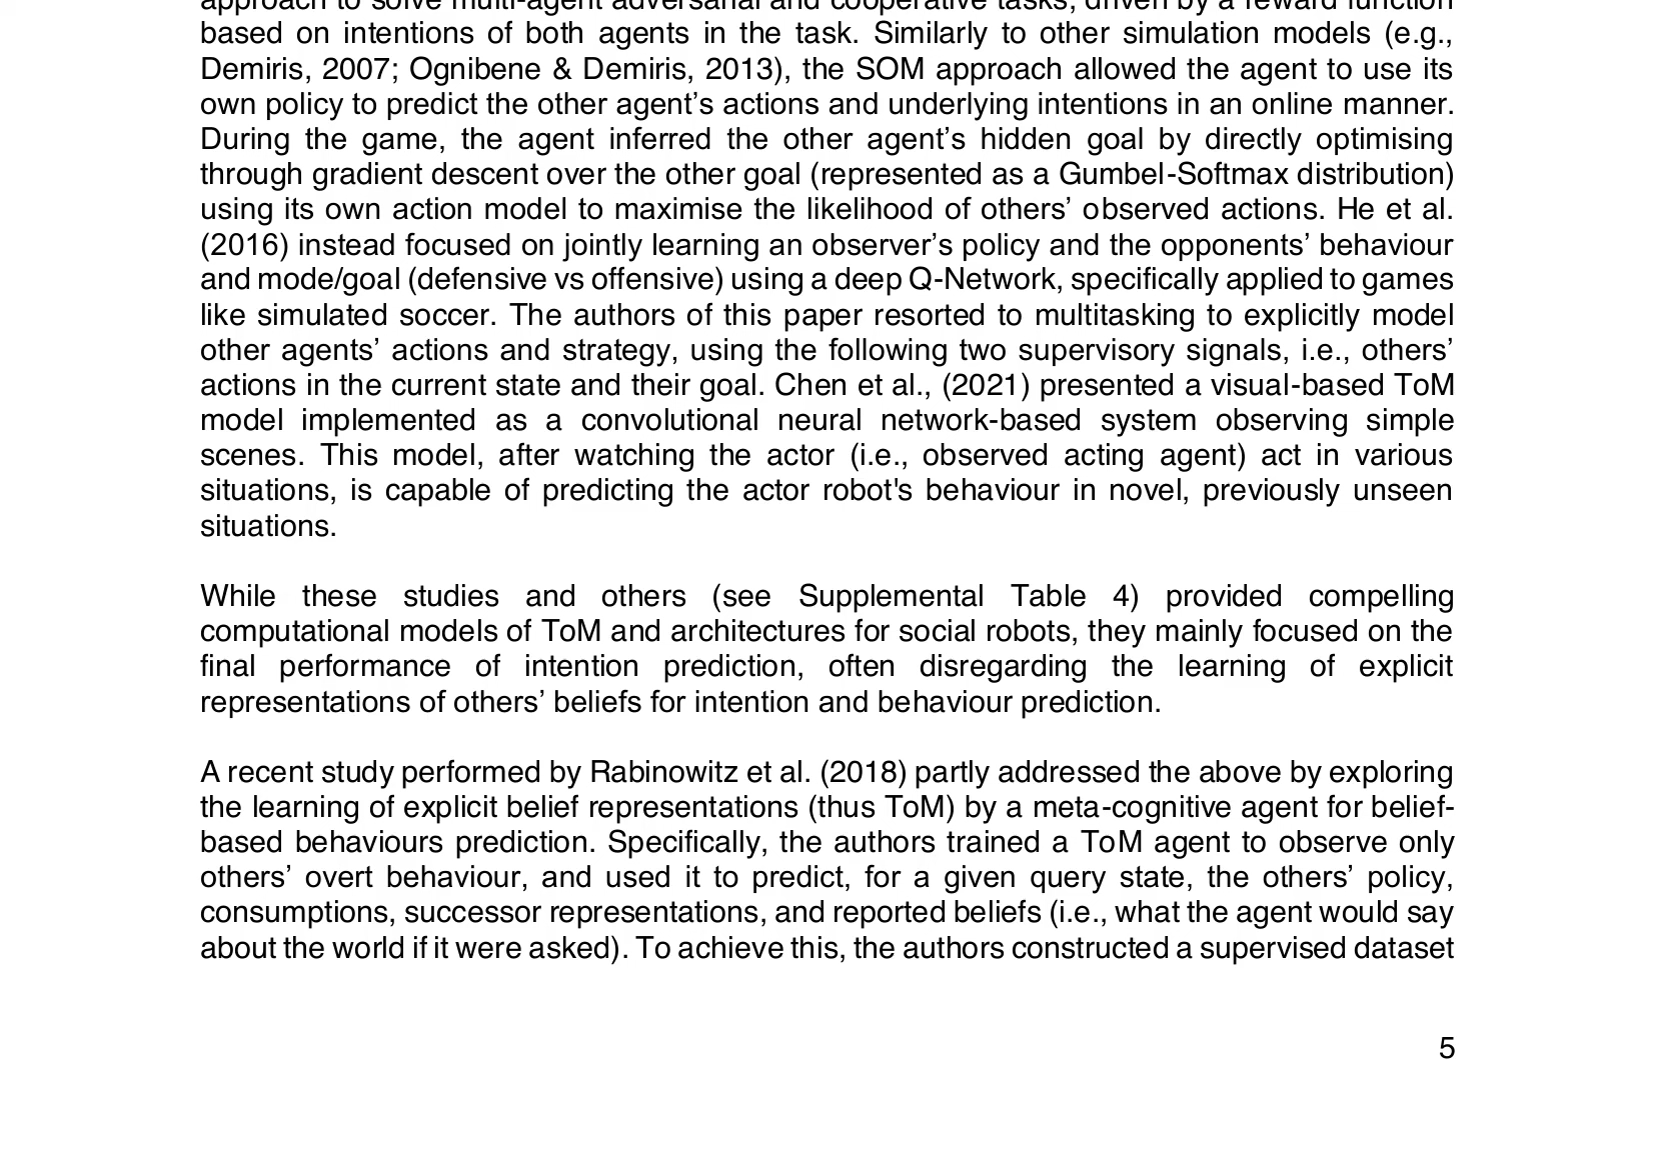 approach to solve multi-agent adversarial and cooperative tasks, driven by a reward function
based on intentions of both agents in the task. Similarly to other simulation models (e.g.,
Demiris, 2007; Ognibene & Demiris, 2013), the SOM approach allowed the agent to use its
own policy to predict the other agent’s actions and underlying intentions in an online manner.
During the game, the agent inferred the other agent’s hidden goal by directly optimising
through gradient descent over the other goal (represented as a Gumbel-Softmax distribution)
using its own action model to maximise the likelihood of others’ observed actions. He et al.
(2016) instead focused on jointly learning an observer’s policy and the opponents’ behaviour
and mode/goal (defensive vs offensive) using a deep Q-Network, specifically applied to games
like simulated soccer. The authors of this paper resorted to multitasking to explicitly model
other agents’ actions and strategy, using the following two supervisory signals, i.e., others’
actions in the current state and their goal. Chen et al., (2021) presented a visual-based ToM
model implemented as a convolutional neural network-based system observing simple
scenes. This model, after watching the actor (i.e., observed acting agent) act in various
situations, is capable of predicting the actor robot's behaviour in novel, previously unseen
situations.
While these studies and others (see Supplemental Table 4) provided compelling
computational models of ToM and architectures for social robots, they mainly focused on the
final performance of intention prediction, often disregarding the learning of explicit
representations of others’ beliefs for intention and behaviour prediction.
A recent study performed by Rabinowitz et al. (2018) partly addressed the above by exploring
the learning of explicit belief representations (thus ToM) by a meta-cognitive agent for belief-
based behaviours prediction. Specifically, the authors trained a ToM agent to observe only
others’ overt behaviour, and used it to predict, for a given query state, the others’ policy,
consumptions, successor representations, and reported beliefs (i.e., what the agent would say
about the world if it were asked). To achieve this, the authors constructed a supervised dataset
5